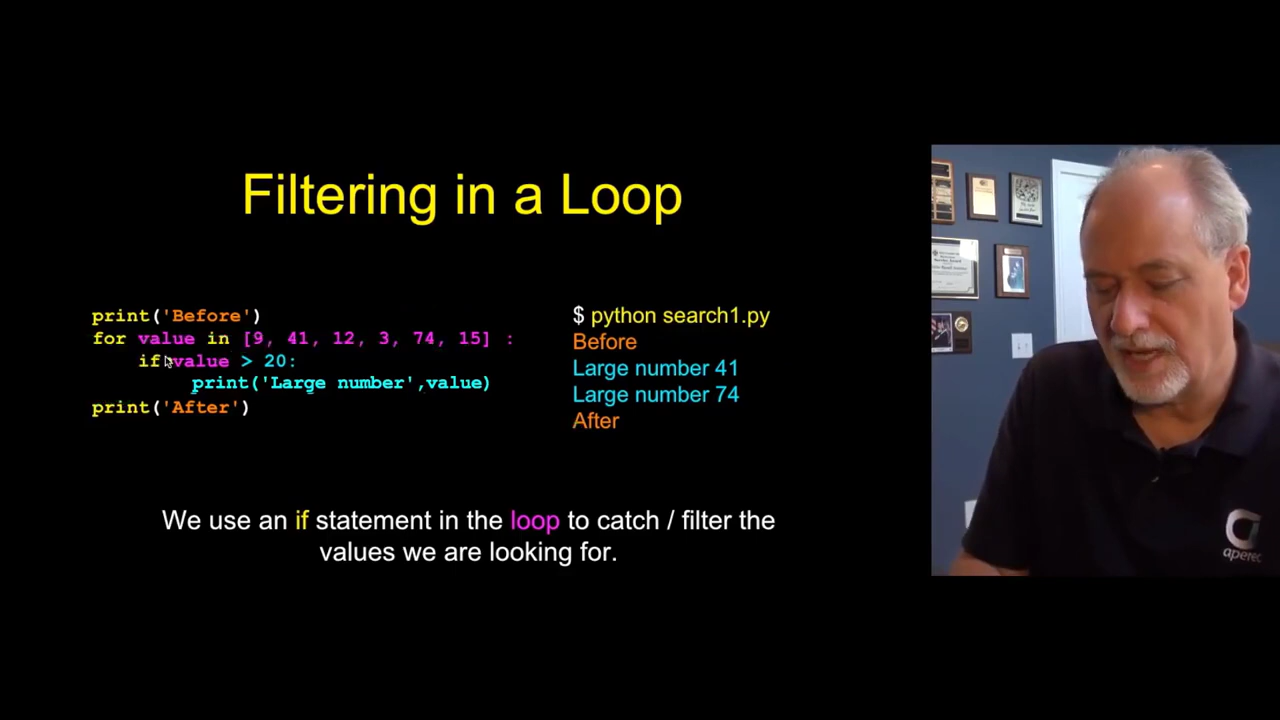 Filtering in a Loop
print('Before')
for value in [9, 41, 12, 3, 74, 15] :
if value > 20:
print('Large number',value)
print('After')
$ python search1.py
Before
Large number 41
Large number 74
After
We use an if statement in the loop to catch / filter the
values we are looking for.
apereo